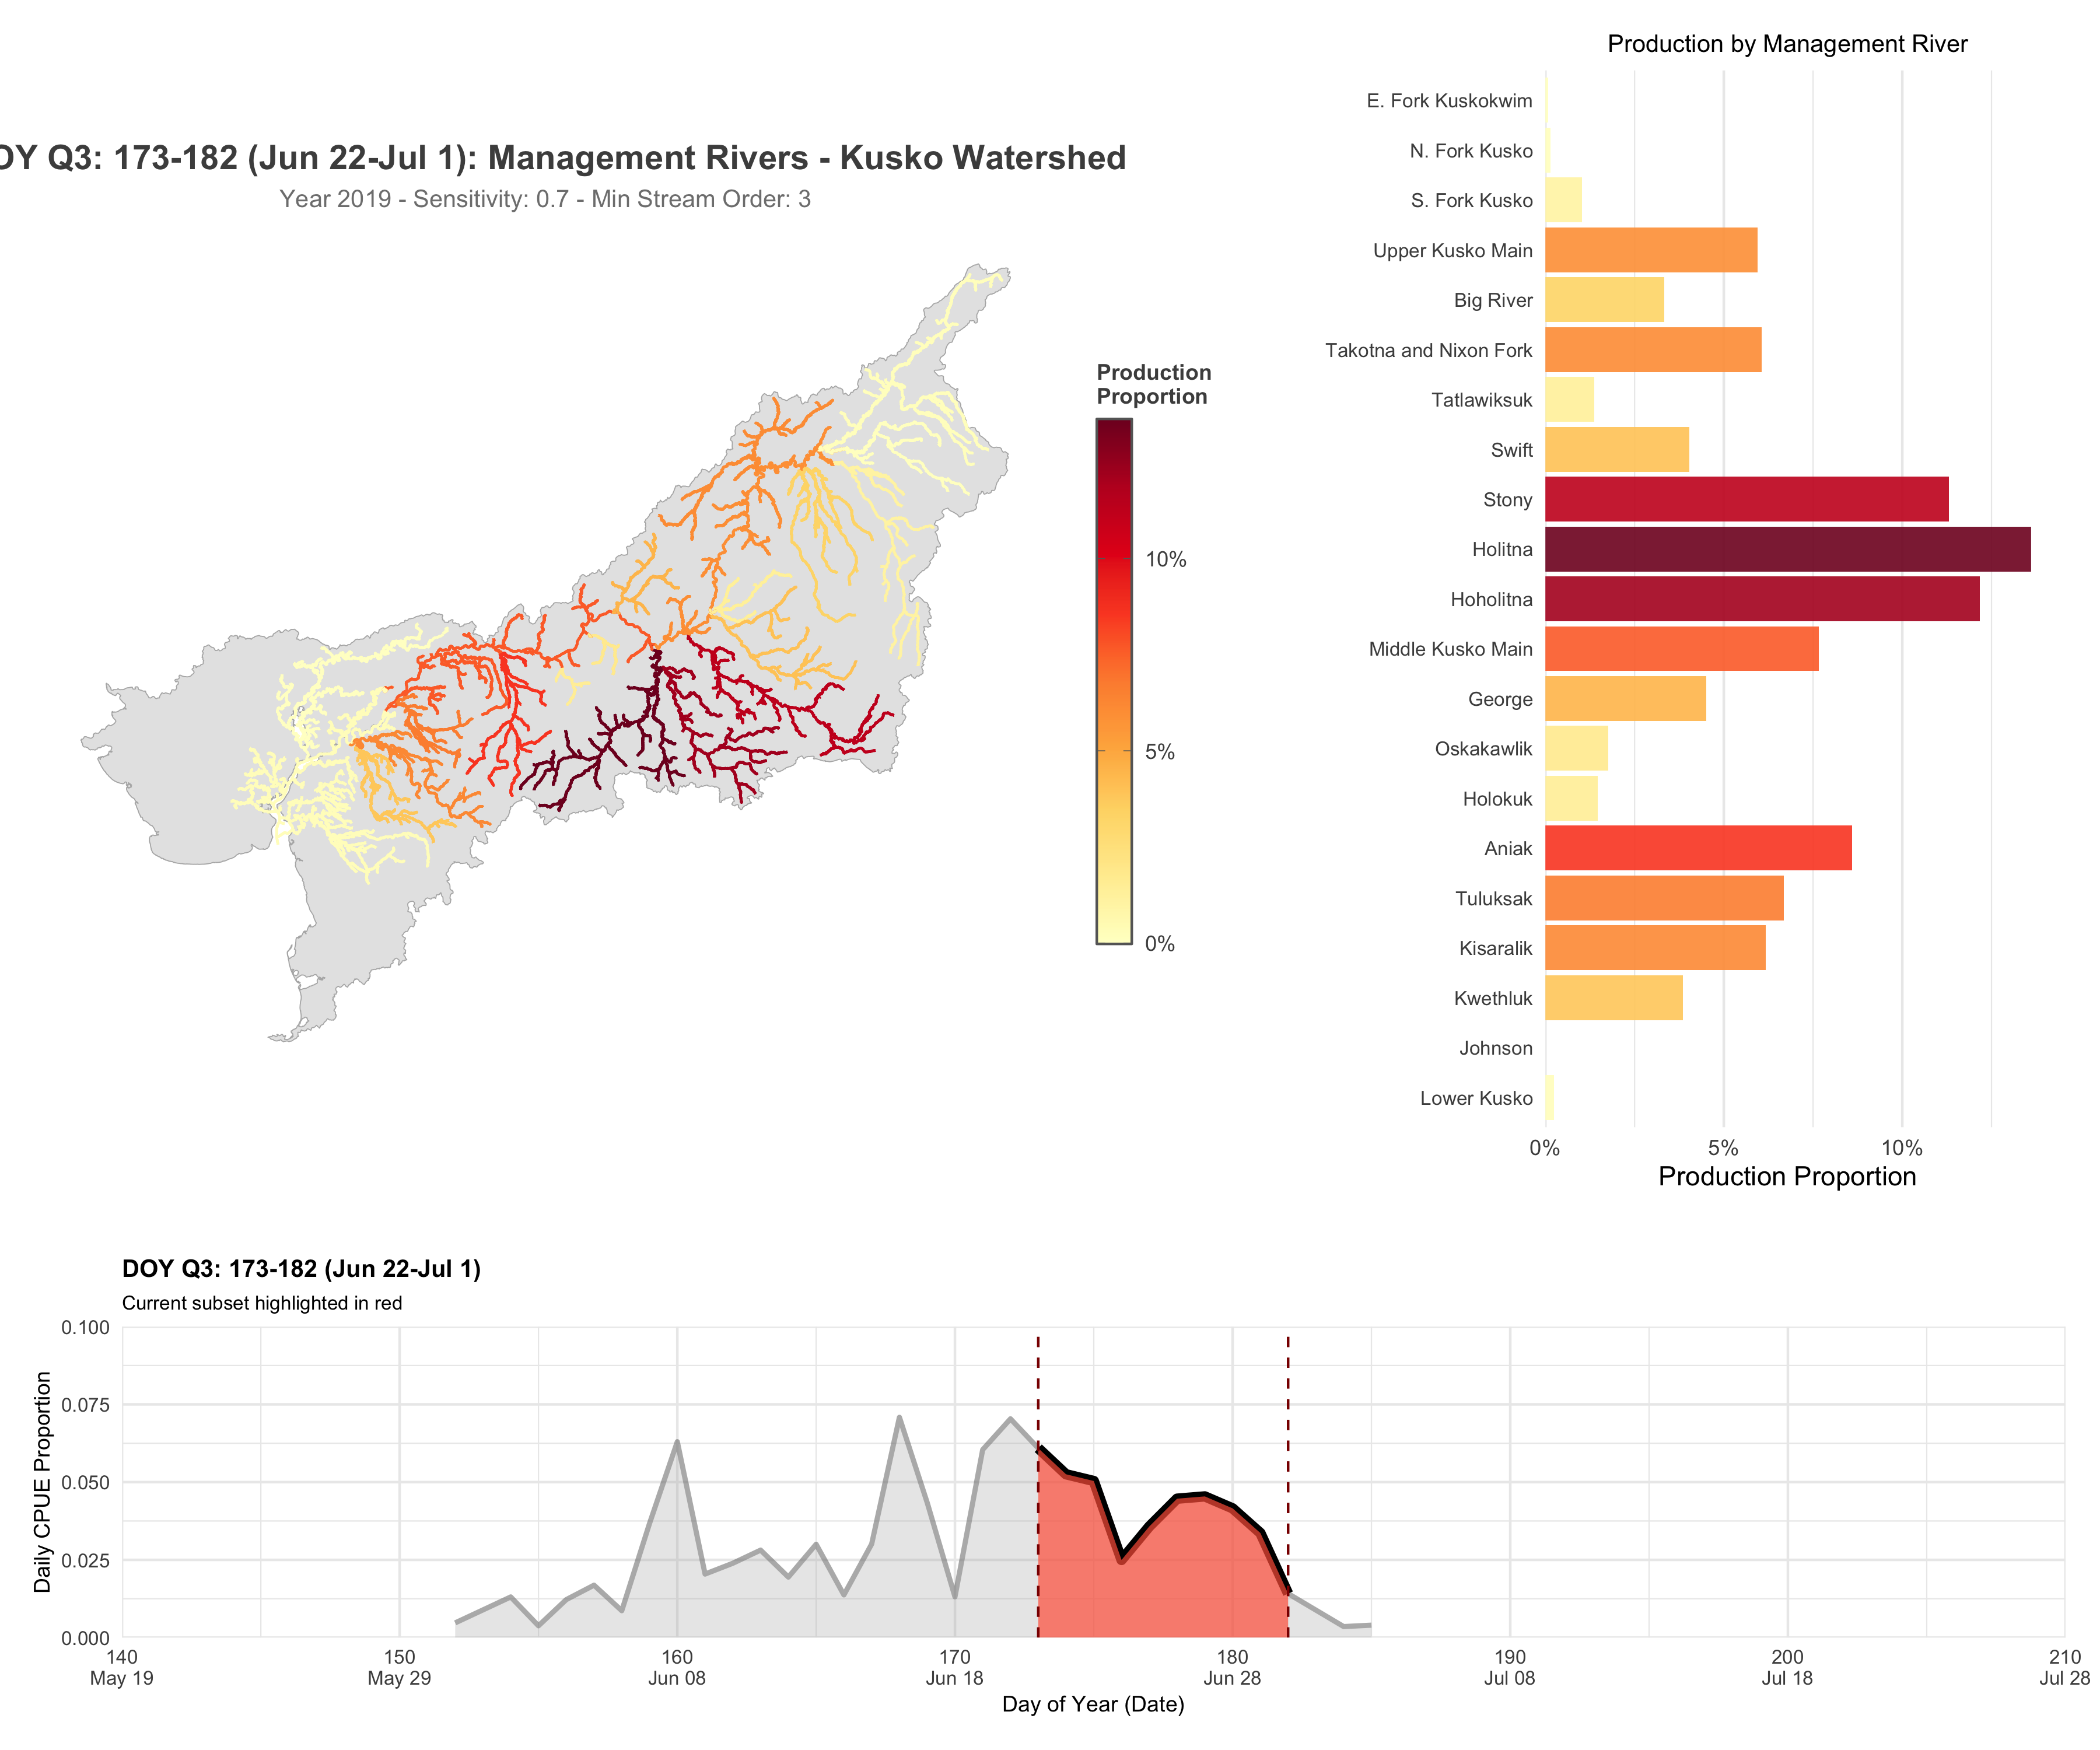 OY Q3: 173-182 (Jun 22-Jul 1): Management Rivers - Kusko Watershed
Year 2019 - Sensitivity: 0.7 - Min Stream Order: 3
Production
Proportion
10%
5%
0%
Production by Management River
E. Fork Kuskokwim
N. Fork Kusko
S. Fork Kusko
Upper Kusko Main
Big River
Takotna and Nixon Fork
Tatlawiksuk
Swift
Stony
Holitna
Hoholitna
Middle Kusko Main
George
Oskakawlik
Holokuk
Aniak
Tuluksak
Kisaralik
Kwethluk
Johnson
Lower Kusko
0% 5% 10%
Production Proportion
DOY Q3: 173-182 (Jun 22-Jul 1)
Current subset highlighted in red
Daily CPUE Proportion
0.100
0.075
0.050
0.025
0.000
140 150 160 170 180 190 200 210
May 19 May 29 Jun 08 Jun 18 Jun 28 Jul 08 Jul 18 Jul 28
Day of Year (Date)